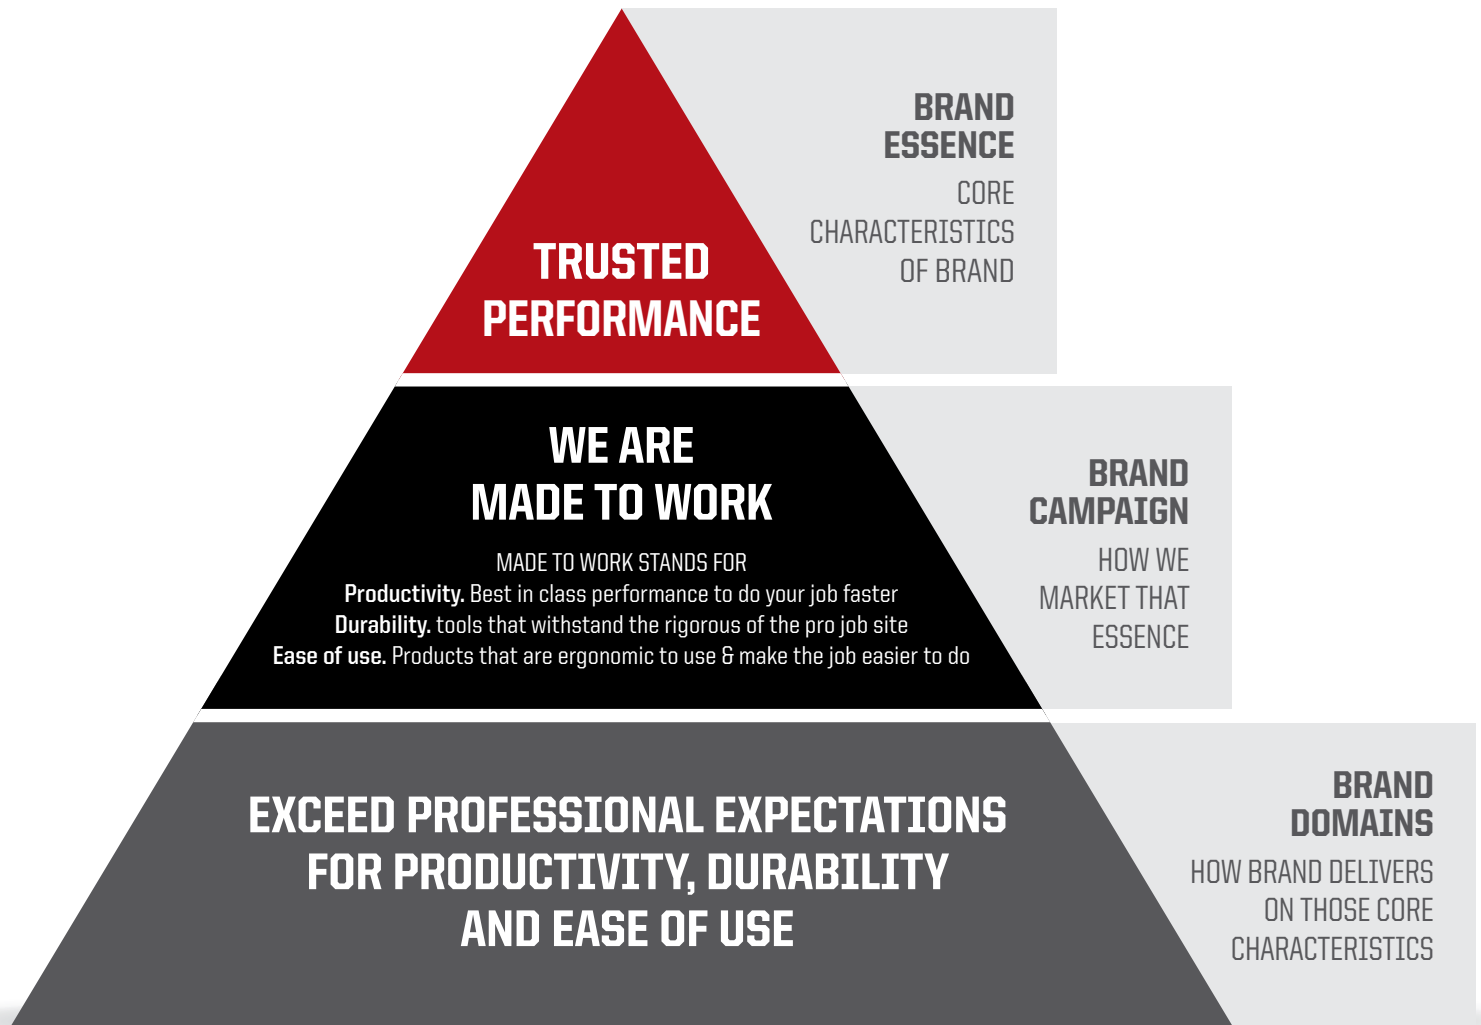 BRAND
ESSENCE
CORE
CHARACTERISTICS
OF BRAND
TRUSTED
PERFORMANCE
WE ARE
MADE TO WORK
MADE TO WORK STANDS FOR
Productivity. Best in class performance to do your job faster
Durability. tools that withstand the rigorous of the pro job site
Ease of use. Products that are ergonomic to use & make the job easier to do
BRAND
CAMPAIGN
HOW WE
MARKET THAT
ESSENCE
EXCEED PROFESSIONAL EXPECTATIONS
FOR PRODUCTIVITY, DURABILITY
AND EASE OF USE
BRAND
DOMAINS
HOW BRAND DELIVERS
ON THOSE CORE
CHARACTERISTICS